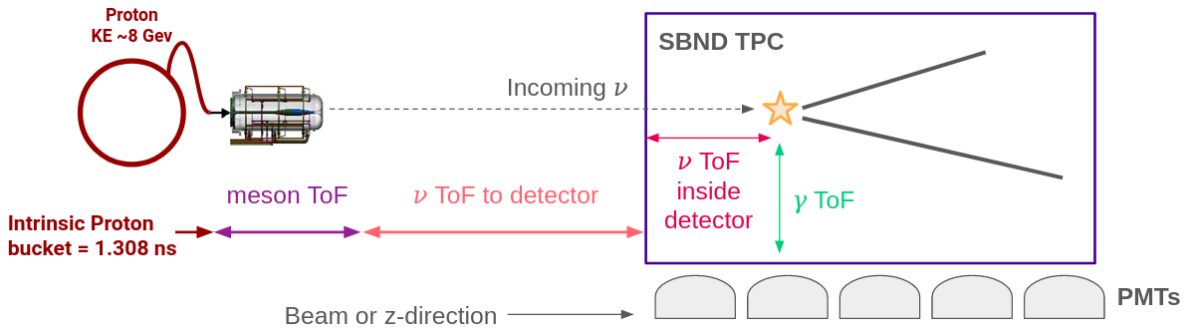 Proton
KE ~8 Gev
SBND TPC
Incoming ν
ν ToF
inside
detector
γ ToF
meson ToF
ν ToF to detector
Intrinsic Proton
bucket = 1.308 ns
PMTs
Beam or z-direction